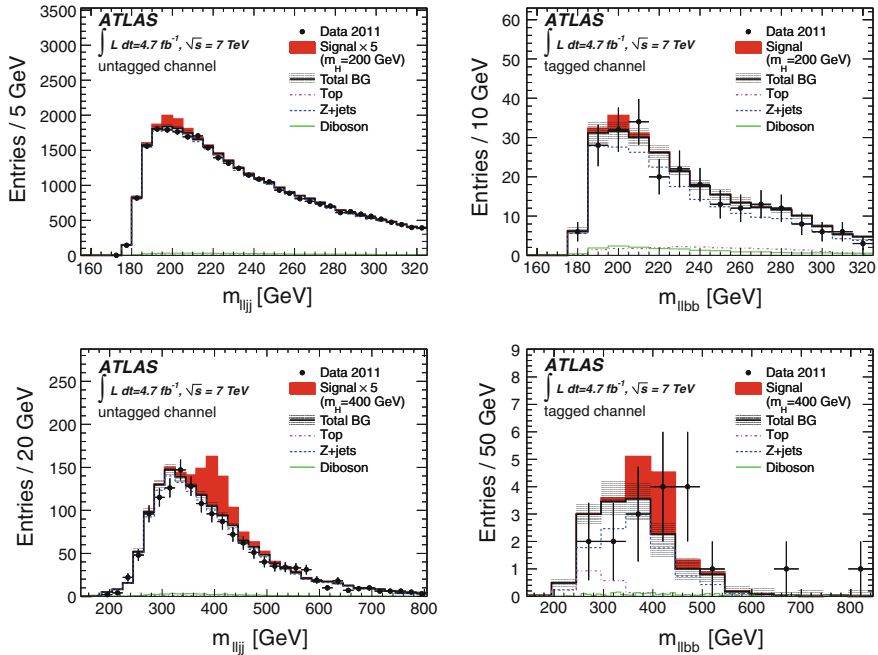 ATLAS
∫ L dt=4.7 fb⁻¹, √s = 7 TeV
untagged channel
Data 2011
Signal × 5
(m_H=200 GeV)
Total BG
Top
Z+jets
Diboson
Entries / 5 GeV
3500
3000
2500
2000
1500
1000
500
0
160 180 200 220 240 260 280 300 320
m_lljj [GeV]
ATLAS
∫ L dt=4.7 fb⁻¹, √s = 7 TeV
tagged channel
Data 2011
Signal
(m_H=200 GeV)
Total BG
Top
Z+jets
Diboson
Entries / 10 GeV
60
50
40
30
20
10
0
160 180 200 220 240 260 280 300 320
m_llbb [GeV]
ATLAS
∫ L dt=4.7 fb⁻¹, √s = 7 TeV
untagged channel
Data 2011
Signal × 5
(m_H=400 GeV)
Total BG
Top
Z+jets
Diboson
Entries / 20 GeV
250
200
150
100
50
0
200 300 400 500 600 700 800
m_lljj [GeV]
ATLAS
∫ L dt=4.7 fb⁻¹, √s = 7 TeV
tagged channel
Data 2011
Signal
(m_H=400 GeV)
Total BG
Top
Z+jets
Diboson
Entries / 50 GeV
9
8
7
6
5
4
3
2
1
0
200 300 400 500 600 700 800
m_llbb [GeV]